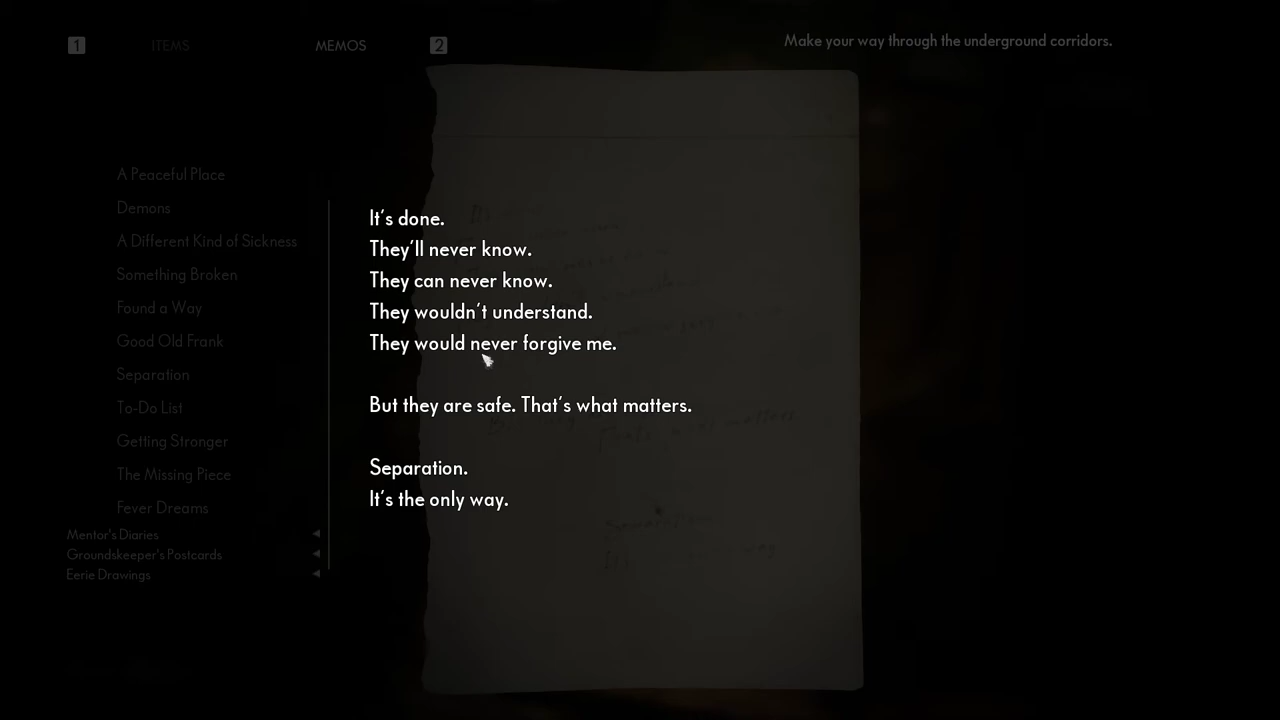 1 ITEMS MEMOS 2
Make your way through the underground corridors.
A Peaceful Place
Demons
A Different Kind of Sickness
Something Broken
Found a Way
Good Old Frank
Separation
To-Do List
Getting Stronger
The Missing Piece
Fever Dreams
Mentor's Diaries
Groundskeeper's Postcards
Eerie Drawings
It's done.
They'll never know.
They can never know.
They wouldn't understand.
They would never forgive me.
But they are safe. That's what matters.
Separation.
It's the only way.